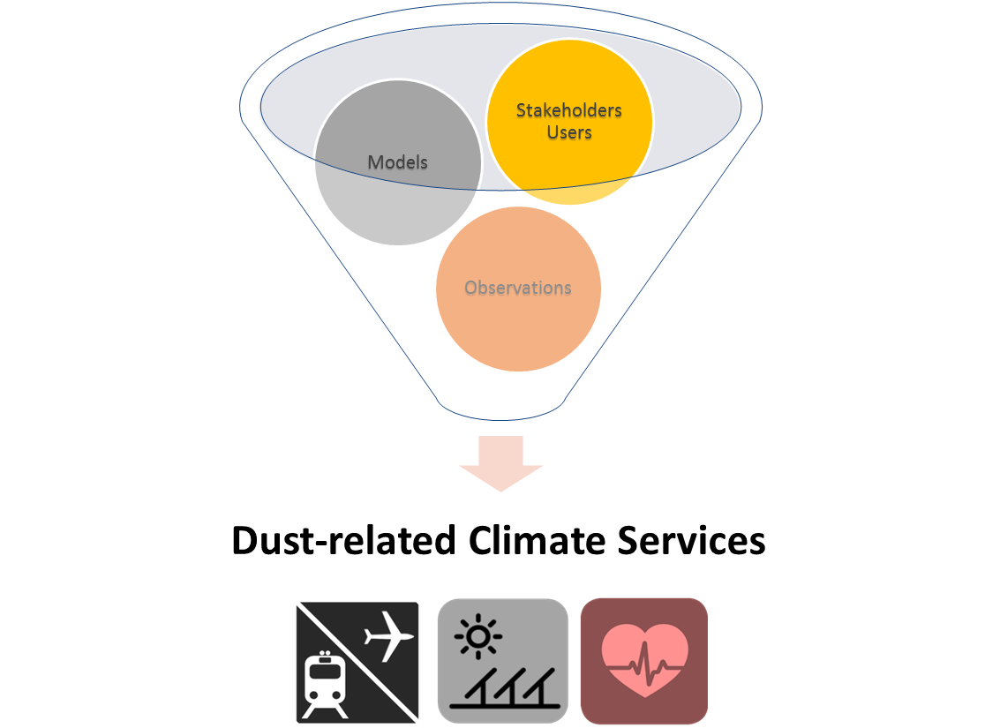 Stakeholders
Users
Models
Observations
Dust-related Climate Services